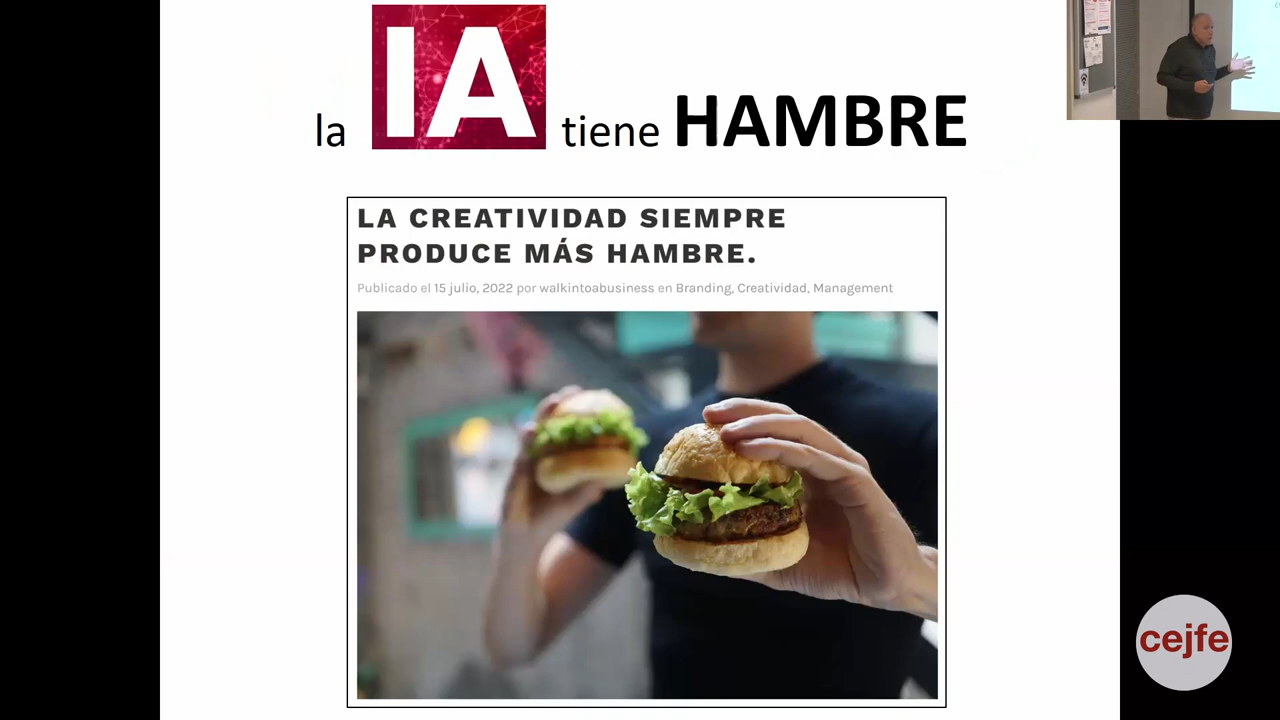 la IA tiene HAMBRE
LA CREATIVIDAD SIEMPRE
PRODUCE MÁS HAMBRE.
Publicado el 15 julio, 2022 por walkintoabusiness en Branding, Creatividad, Management
cejfe